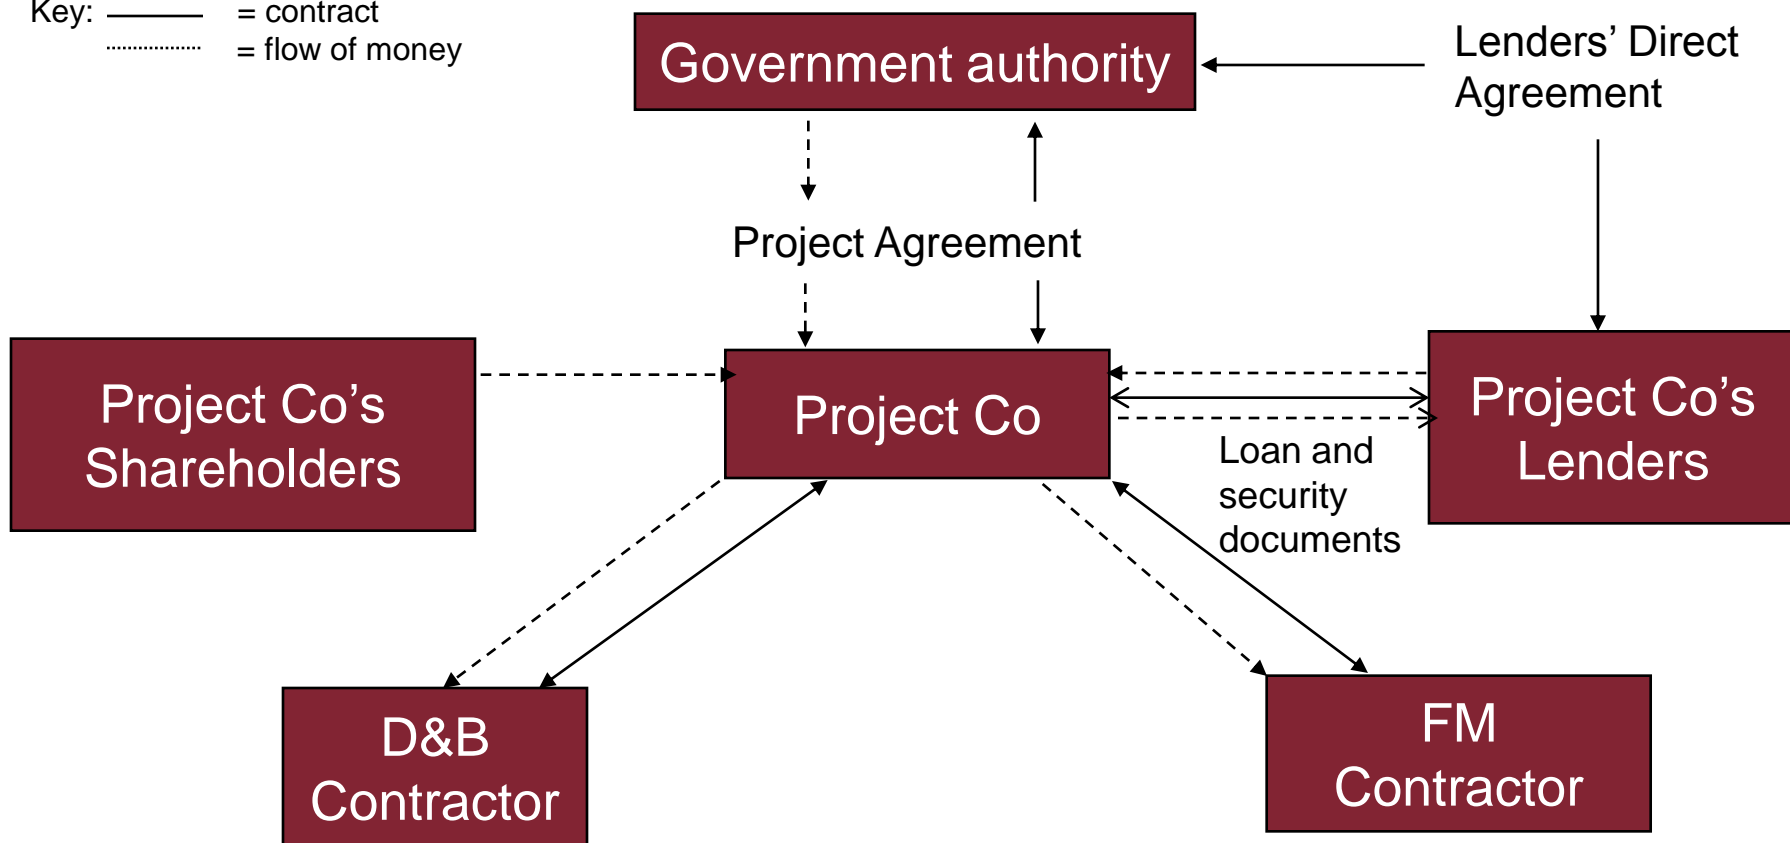 Key: = contract
= flow of money
Government authority
Lenders’ Direct
Agreement
Project Agreement
Project Co’s
Shareholders
Project Co
Project Co’s
Lenders
Loan and
security
documents
D&B
Contractor
FM
Contractor